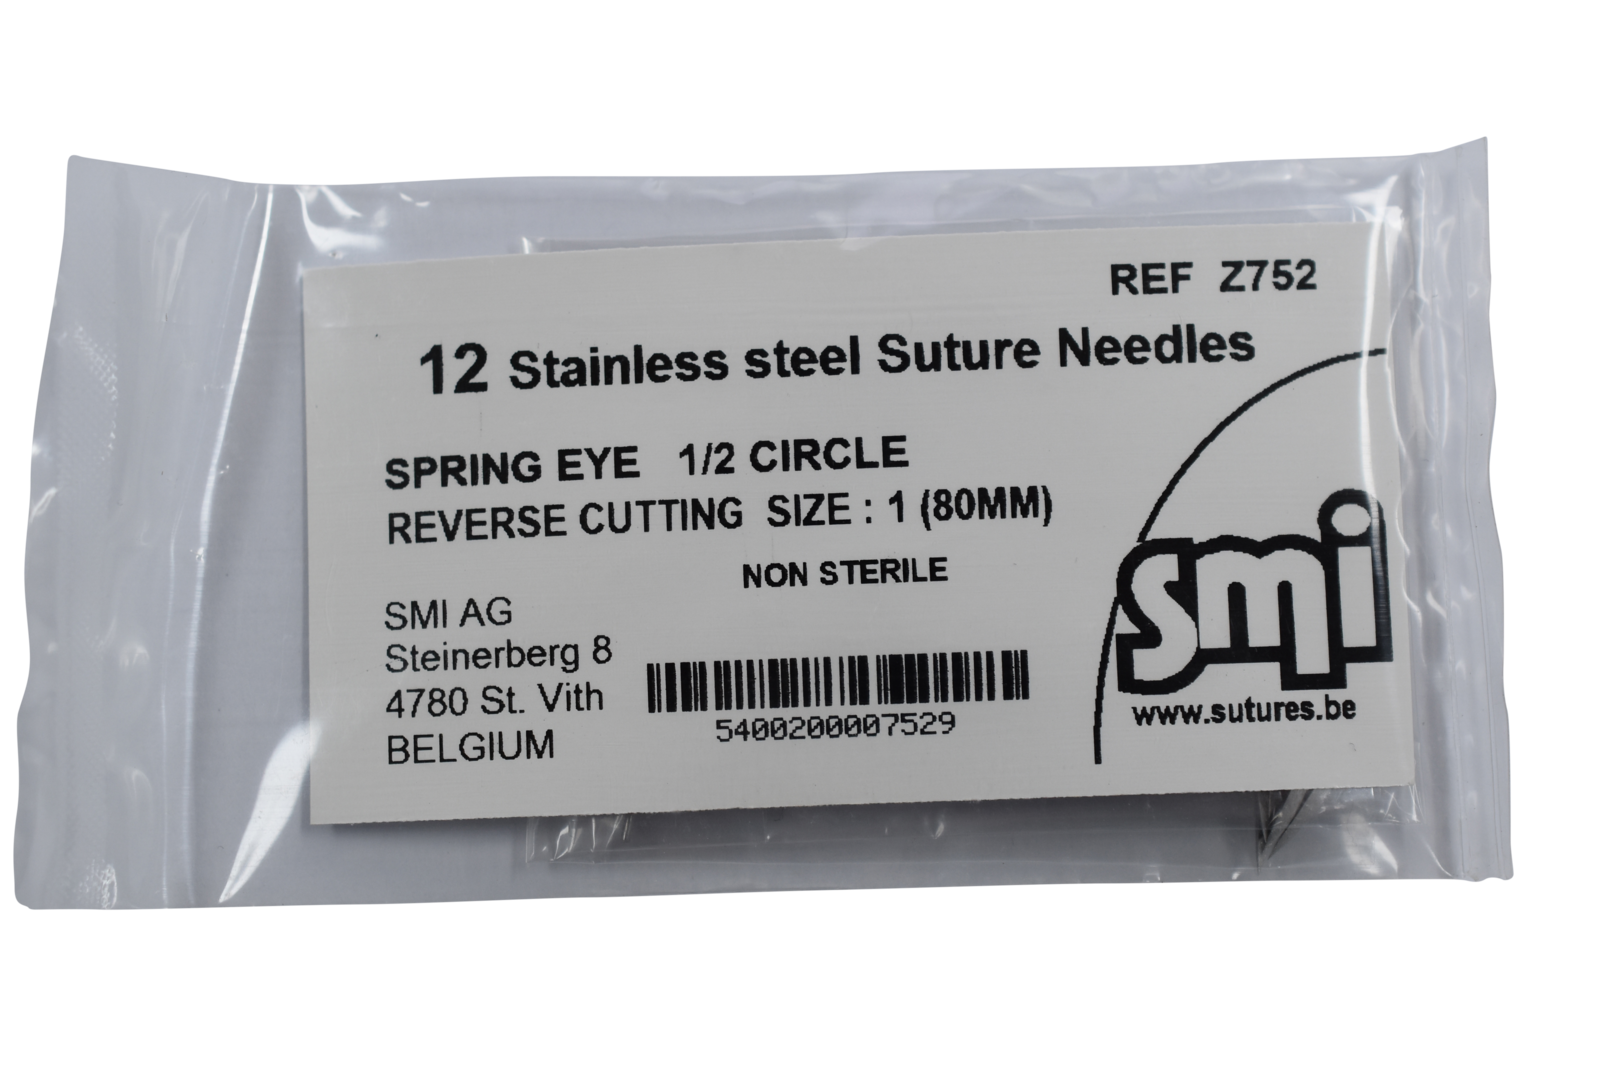 REF Z752
12 Stainless steel Suture Needles
SPRING EYE 1/2 CIRCLE
REVERSE CUTTING SIZE : 1 (80MM)
NON STERILE
SMI AG
Steinerberg 8
4780 St. Vith
BELGIUM
5400200007529
smi
www.sutures.be